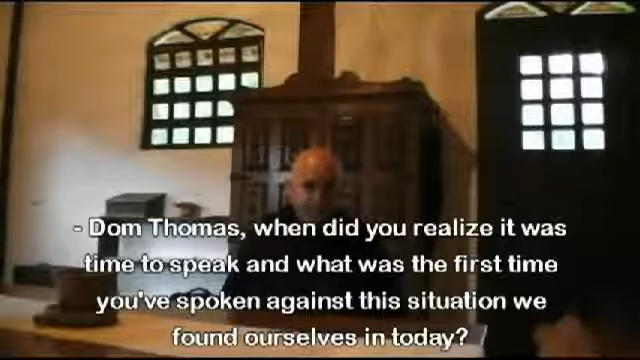 - Dom Thomas, when did you realize it was
time to speak and what was the first time
you've spoken against this situation we
found ourselves in today?